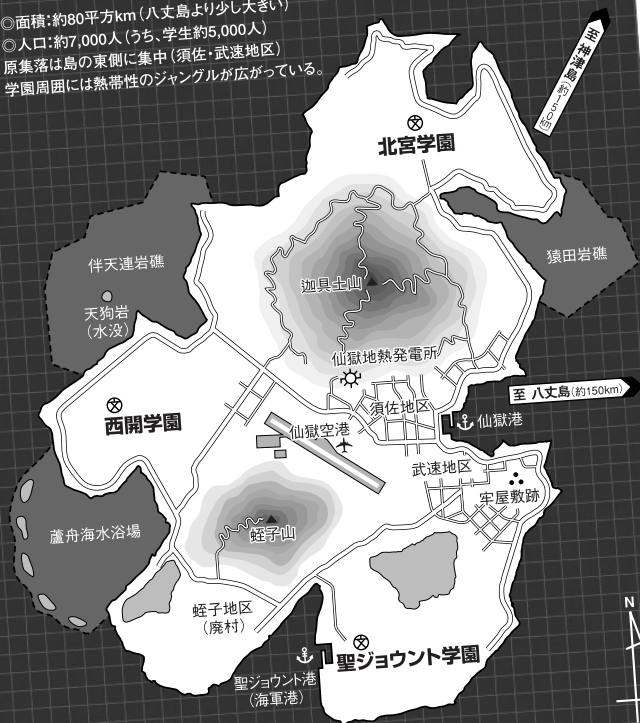 ◎面積：約80平方km（八丈島より少し大きい）
◎人口：約7,000人（うち、学生約5,000人）
原集落は島の東側に集中（須佐・武速地区）
学園周囲には熱帯性のジャングルが広がっている。
至 神津島（約150km）
北宮学園
伴天連岩礁
天狗岩
（水没）
猿田岩礁
迦具土山
仙獄地熱発電所
至 八丈島（約150km）
西開学園
須佐地区
仙獄港
仙獄空港
武速地区
牢屋敷跡
蘆舟海水浴場
蛭子山
蛭子地区
（廃村）
聖ジョウント学園
聖ジョウント港
（海軍港）
N